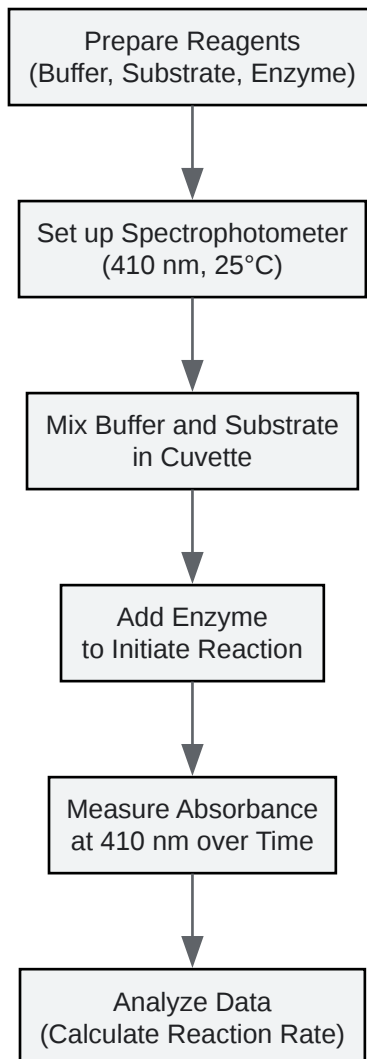 Prepare Reagents
(Buffer, Substrate, Enzyme)
Set up Spectrophotometer
(410 nm, 25°C)
Mix Buffer and Substrate
in Cuvette
Add Enzyme
to Initiate Reaction
Measure Absorbance
at 410 nm over Time
Analyze Data
(Calculate Reaction Rate)